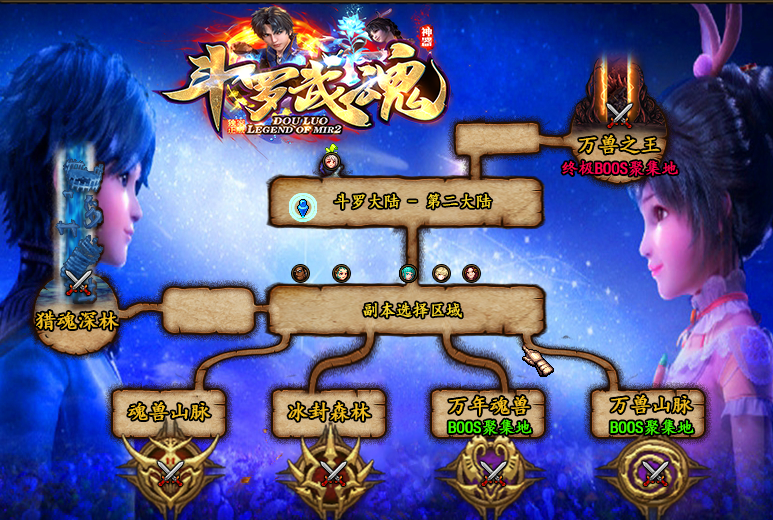 斗罗武魂
神器
DOU LUO
LEGEND OF MIR2
万兽之王
终极BOOS聚集地
斗罗大陆 - 第二大陆
猎魂深林
副本选择区域
魂兽山脉
冰封森林
万年魂兽
BOOS聚集地
万兽山脉
BOOS聚集地